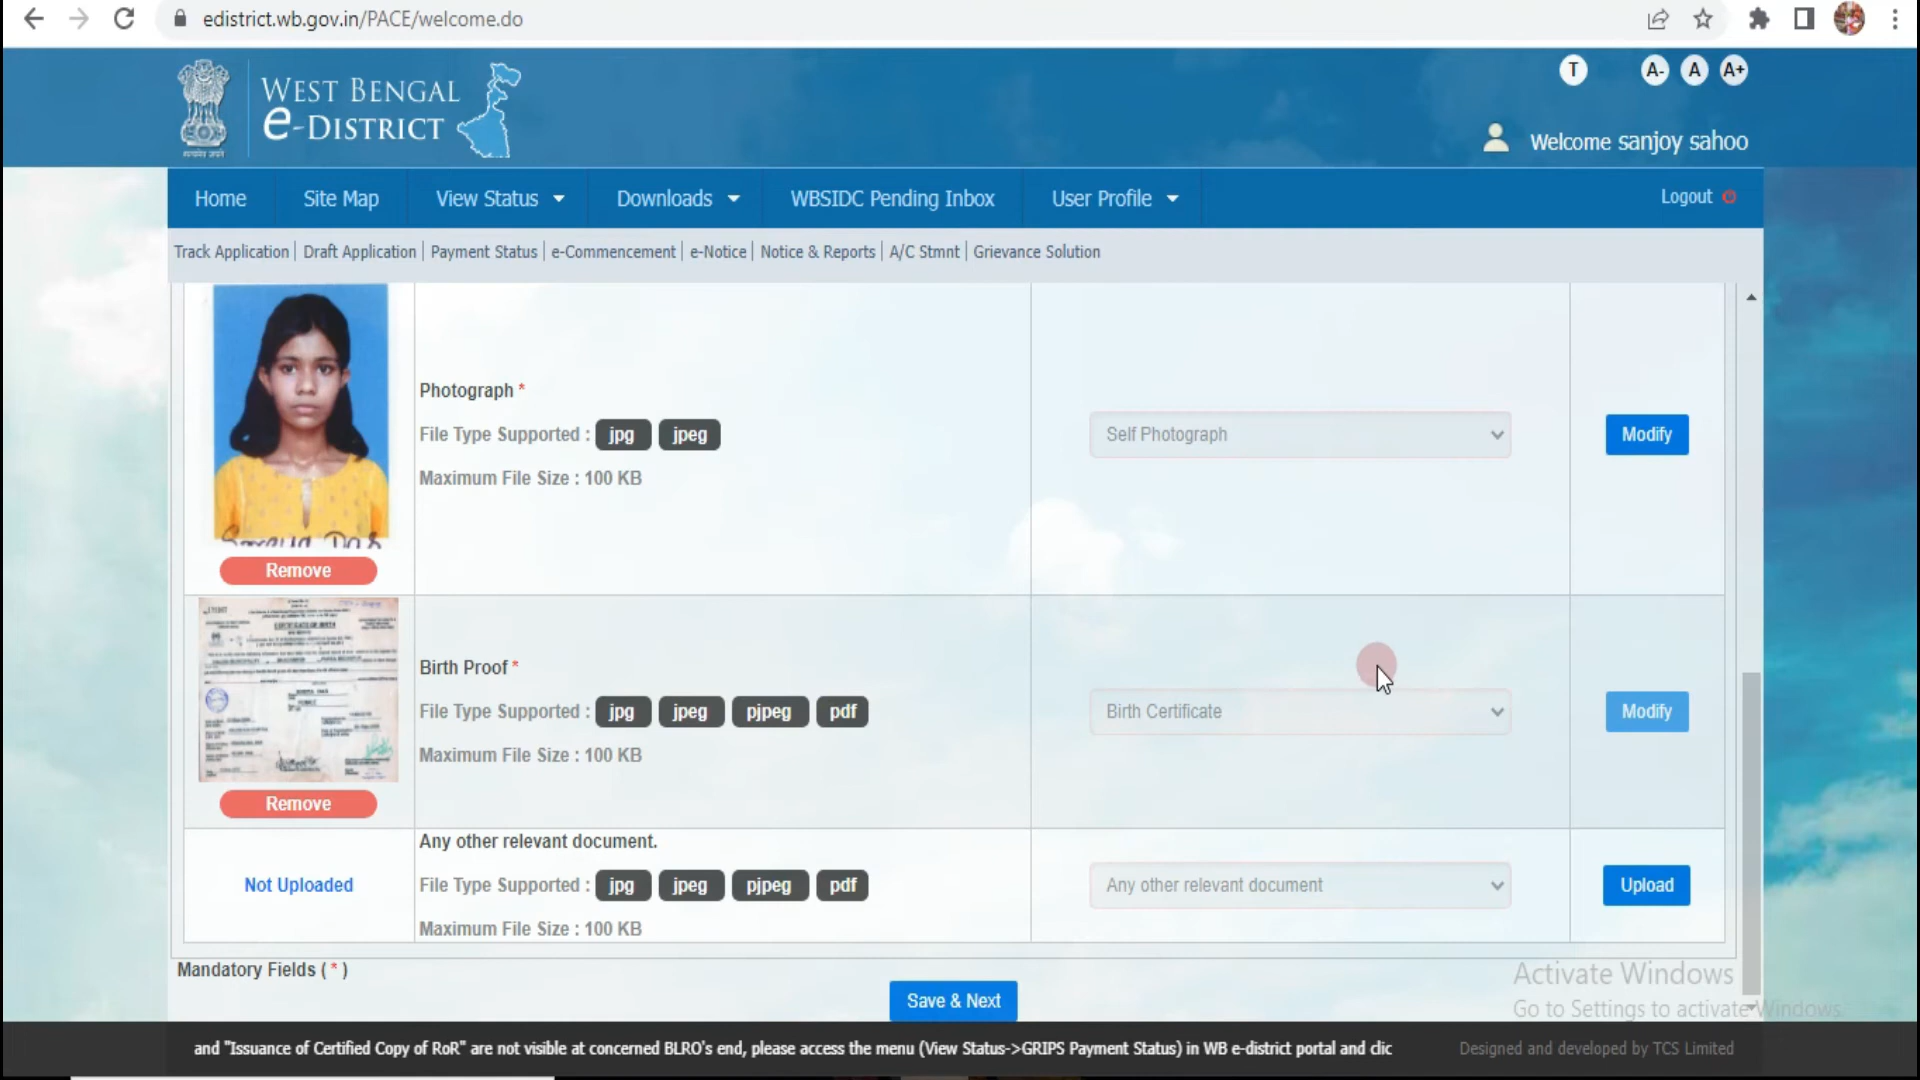 edistrict.wb.gov.in/PACE/welcome.do
T A- A A+
WEST BENGAL
e-DISTRICT
Welcome sanjoy sahoo
Home Site Map View Status Downloads WBSIDC Pending Inbox User Profile Logout
Track Application | Draft Application | Payment Status | e-Commencement | e-Notice | Notice & Reports | A/C Stmnt | Grievance Solution
Photograph *
File Type Supported : jpg jpeg
Self Photograph
Modify
Maximum File Size : 100 KB
Remove
CERTIFICATE OF BIRTH
Birth Proof *
File Type Supported : jpg jpeg pjpeg pdf
Birth Certificate
Modify
Maximum File Size : 100 KB
Remove
Any other relevant document.
Not Uploaded
File Type Supported : jpg jpeg pjpeg pdf
Any other relevant document
Upload
Maximum File Size : 100 KB
Mandatory Fields ( * )
Activate Windows
Save & Next
Go to Settings to activate Windows.
and "Issuance of Certified Copy of RoR" are not visible at concerned BLRO's end, please access the menu (View Status->GRIPS Payment Status) in WB e-district portal and clic
Designed and developed by TCS Limited